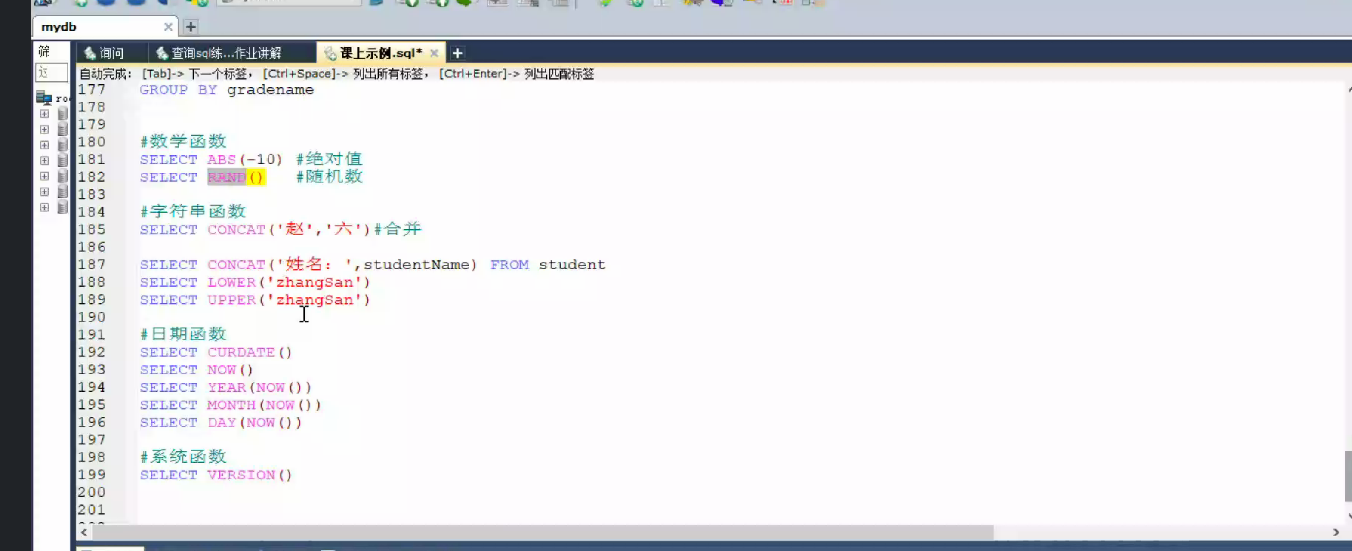 mydb
筛
询问
查询sql练...作业讲解
课上示例.sql*
自动完成: [Tab]-> 下一个标签, [Ctrl+Space]-> 列出所有标签, [Ctrl+Enter]-> 列出匹配标签
177 GROUP BY gradename
178
179
180 #数学函数
181 SELECT ABS(-10) #绝对值
182 SELECT RAND() #随机数
183
184 #字符串函数
185 SELECT CONCAT('赵','六')#合并
186
187 SELECT CONCAT('姓名: ',studentName) FROM student
188 SELECT LOWER('zhangSan')
189 SELECT UPPER('zhangSan')
190
191 #日期函数
192 SELECT CURDATE()
193 SELECT NOW()
194 SELECT YEAR(NOW())
195 SELECT MONTH(NOW())
196 SELECT DAY(NOW())
197
198 #系统函数
199 SELECT VERSION()
200
201